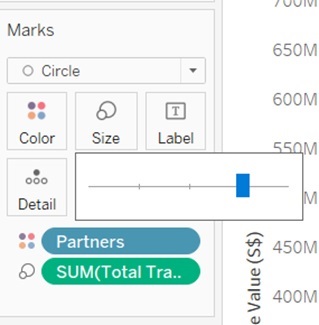 700M
Marks
650M
Circle
600M
Color
Size
Label
550M
Detail
Partners
450M
SUM(Total Tra..
400M
e Value (S$)